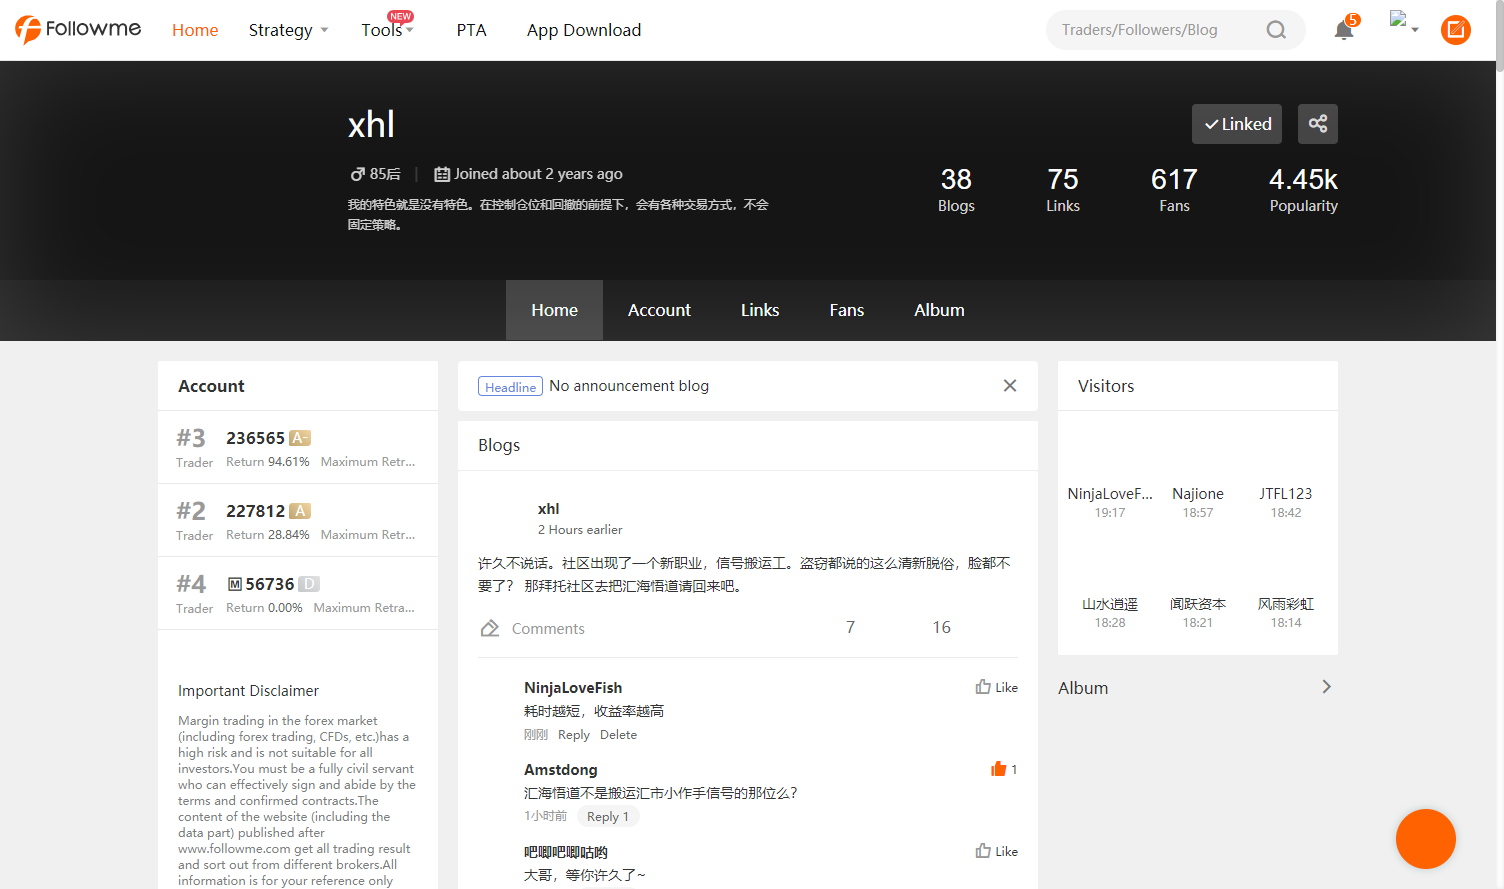 Followme
Home
Strategy
Tools
NEW
PTA
App Download
Traders/Followers/Blog
5
xhl
Linked
85后
Joined about 2 years ago
我的特色就是没有特色。在控制仓位和回撤的前提下，会有各种交易方式，不会
固定策略。
38
Blogs
75
Links
617
Fans
4.45k
Popularity
Home
Account
Links
Fans
Album
Account
#3
Trader
236565 A-
Return 94.61% Maximum Retr...
#2
Trader
227812 A
Return 28.84% Maximum Retr...
#4
Trader
M 56736 D
Return 0.00% Maximum Retra...
Important Disclaimer
Margin trading in the forex market
(including forex trading, CFDs, etc.)has a
high risk and is not suitable for all
investors.You must be a fully civil servant
who can effectively sign and abide by the
terms and confirmed contracts.The
content of the website (including the
data part) published after
www.followme.com get all trading result
and sort out from different brokers.All
information is for your reference only
Headline No announcement blog
Blogs
xhl
2 Hours earlier
许久不说话。社区出现了一个新职业，信号搬运工。盗窃都说的这么清新脱俗，脸都不
要了？ 那拜托社区去把汇海悟道请回来吧。
Comments
7
16
NinjaLoveFish
Like
耗时越短，收益率越高
刚刚 Reply Delete
Amstdong
1
汇海悟道不是搬运汇市小作手信号的那位么？
1小时前 Reply 1
吧唧吧唧咕哟
Like
大哥，等你许久了~
Visitors
NinjaLoveF...
19:17
Najione
18:57
JTFL123
18:42
山水逍遥
18:28
闻跃资本
18:21
风雨彩虹
18:14
Album